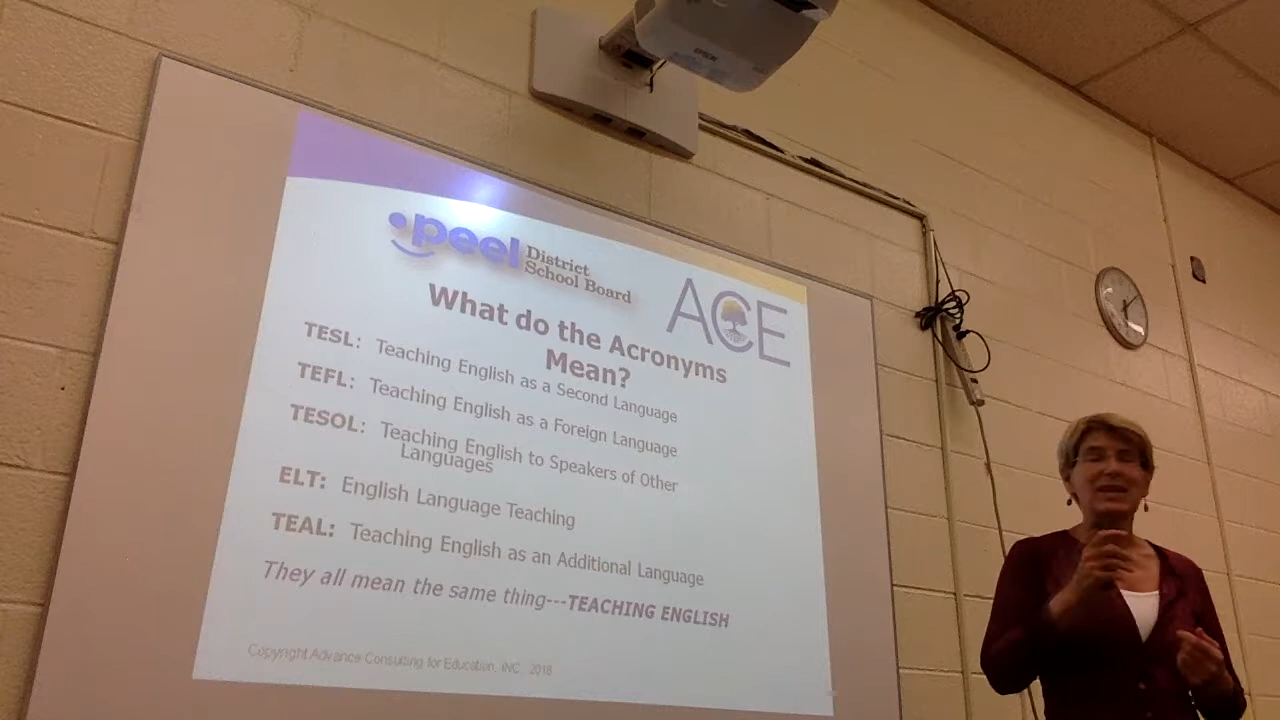 EPSON
peel District
School Board
ACE
What do the Acronyms
Mean?
TESL: Teaching English as a Second Language
TEFL: Teaching English as a Foreign Language
TESOL: Teaching English to Speakers of Other
Languages
ELT: English Language Teaching
TEAL: Teaching English as an Additional Language
They all mean the same thing---TEACHING ENGLISH
Copyright Advance Consulting for Education, INC, 2018